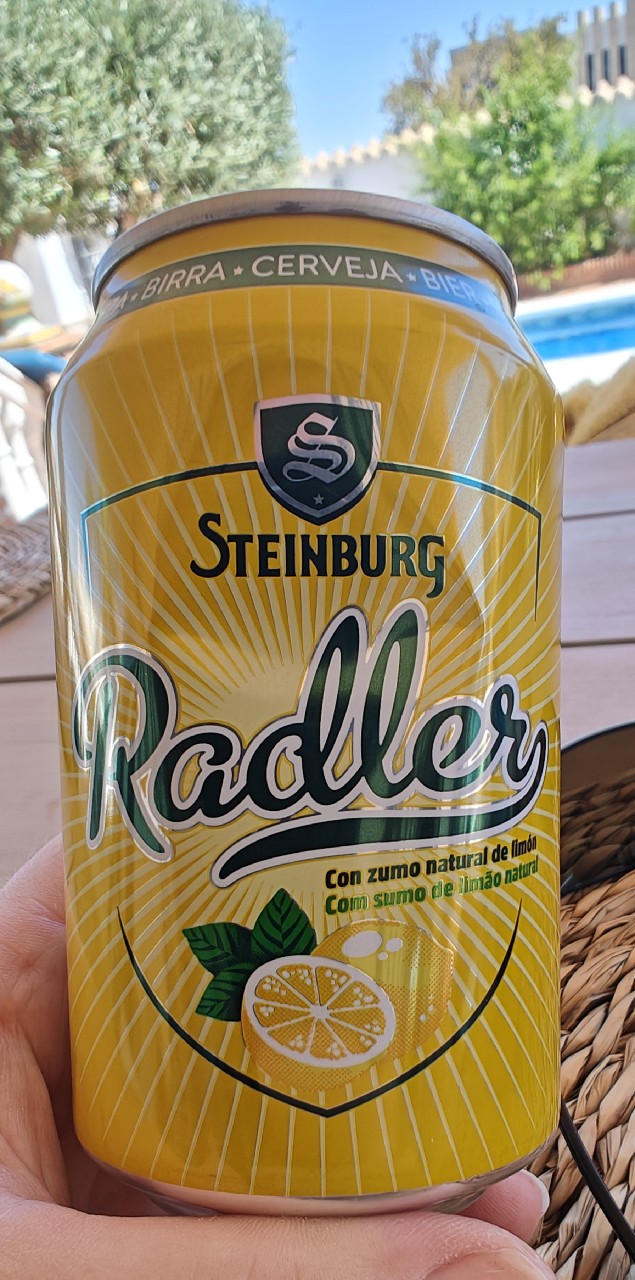 BIRRA ★ CERVEJA ★ BIER
S
STEINBURG
Radler
Con zumo natural de limón
Com sumo de limão natural